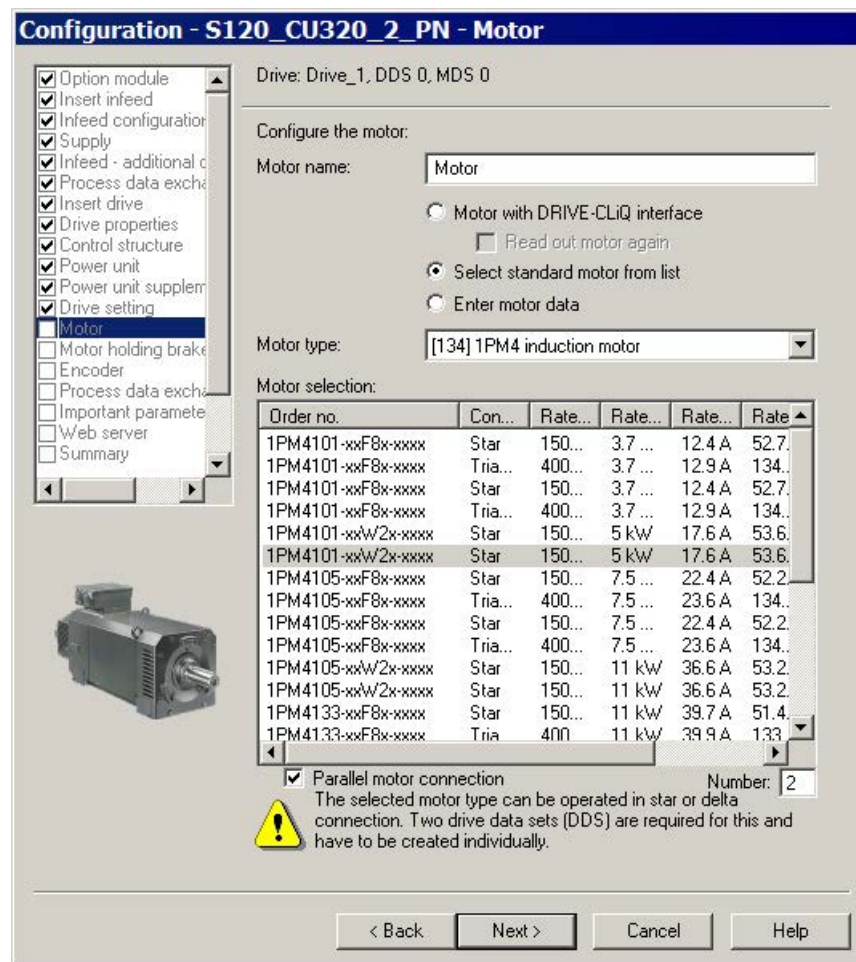 Configuration - S120_CU320_2_PN - Motor
Option module
Insert infeed
Infeed configuration
Supply
Infeed - additional
Process data excha
Insert drive
Drive properties
Control structure
Power unit
Power unit supplem
Drive setting
Motor
Motor holding brake
Encoder
Process data excha
Important paramete
Web server
Summary
Drive: Drive_1, DDS 0, MDS 0
Configure the motor:
Motor name: Motor
Motor with DRIVE-CLiQ interface
Read out motor again
Select standard motor from list
Enter motor data
Motor type: [134] 1PM4 induction motor
Motor selection:
Order no. Con... Rate... Rate... Rate... Rate
1PM4101-xxF8x-xxxx Star 150... 3.7 ... 12.4 A 52.7.
1PM4101-xxF8x-xxxx Tria... 400... 3.7 ... 12.9 A 134..
1PM4101-xxF8x-xxxx Star 150... 3.7 ... 12.4 A 52.7.
1PM4101-xxF8x-xxxx Tria... 400... 3.7 ... 12.9 A 134..
1PM4101-xxW2x-xxxx Star 150... 5 kW 17.6 A 53.6.
1PM4101-xxW2x-xxxx Star 150... 5 kW 17.6 A 53.6.
1PM4105-xxF8x-xxxx Star 150... 7.5 ... 22.4 A 52.2.
1PM4105-xxF8x-xxxx Tria... 400... 7.5 ... 23.6 A 134..
1PM4105-xxF8x-xxxx Star 150... 7.5 ... 22.4 A 52.2.
1PM4105-xxF8x-xxxx Tria... 400... 7.5 ... 23.6 A 134..
1PM4105-xxW2x-xxxx Star 150... 11 kW 36.6 A 53.2.
1PM4105-xxW2x-xxxx Star 150... 11 kW 36.6 A 53.2.
1PM4133-xxF8x-xxxx Star 150... 11 kW 39.7 A 51.4.
1PM4133-xxF8x-xxxx Tria 400 11 kW 39.9 A 133
Parallel motor connection Number: 2
The selected motor type can be operated in star or delta
connection. Two drive data sets (DDS) are required for this and
have to be created individually.
< Back Next > Cancel Help